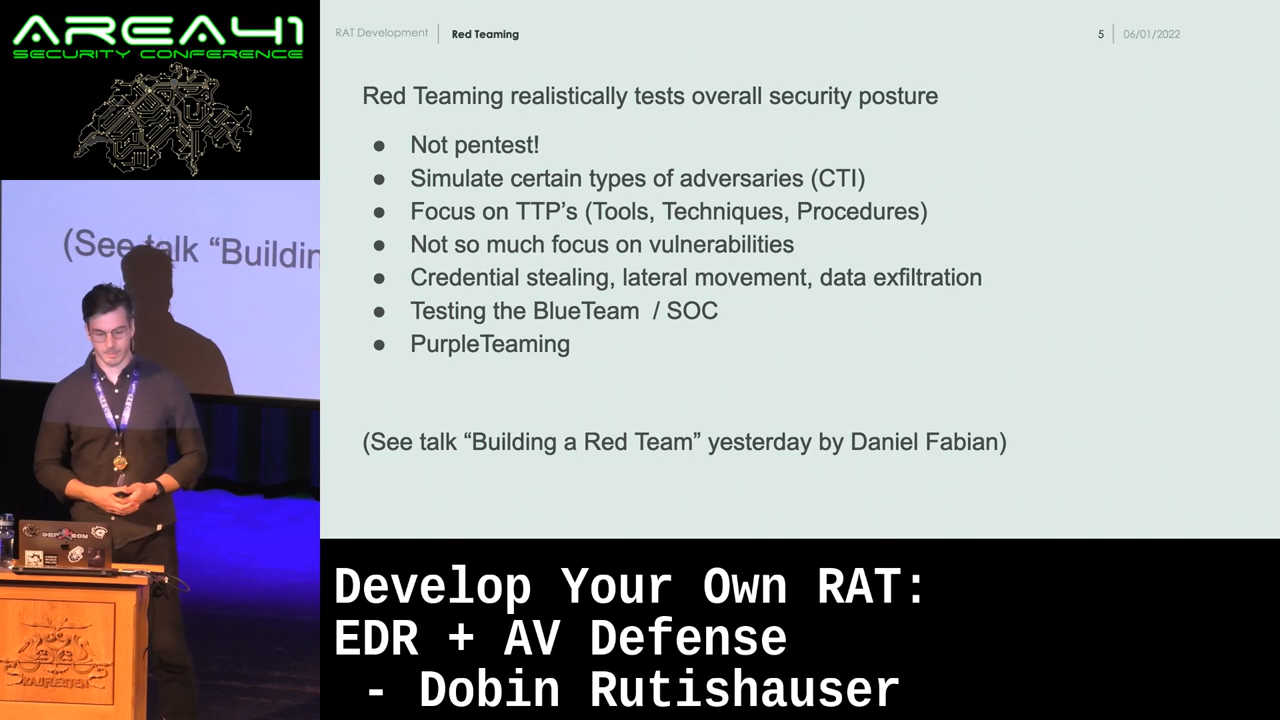 AREA41
SECURITY CONFERENCE
RAT Development
Red Teaming
5
06/01/2022
Red Teaming realistically tests overall security posture
● Not pentest!
● Simulate certain types of adversaries (CTI)
● Focus on TTP's (Tools, Techniques, Procedures)
● Not so much focus on vulnerabilities
● Credential stealing, lateral movement, data exfiltration
● Testing the BlueTeam / SOC
● PurpleTeaming
(See talk “Building a Red Team” yesterday by Daniel Fabian)
(See talk “Buildin
KAUFLEUTEN
Develop Your Own RAT:
EDR + AV Defense
- Dobin Rutishauser